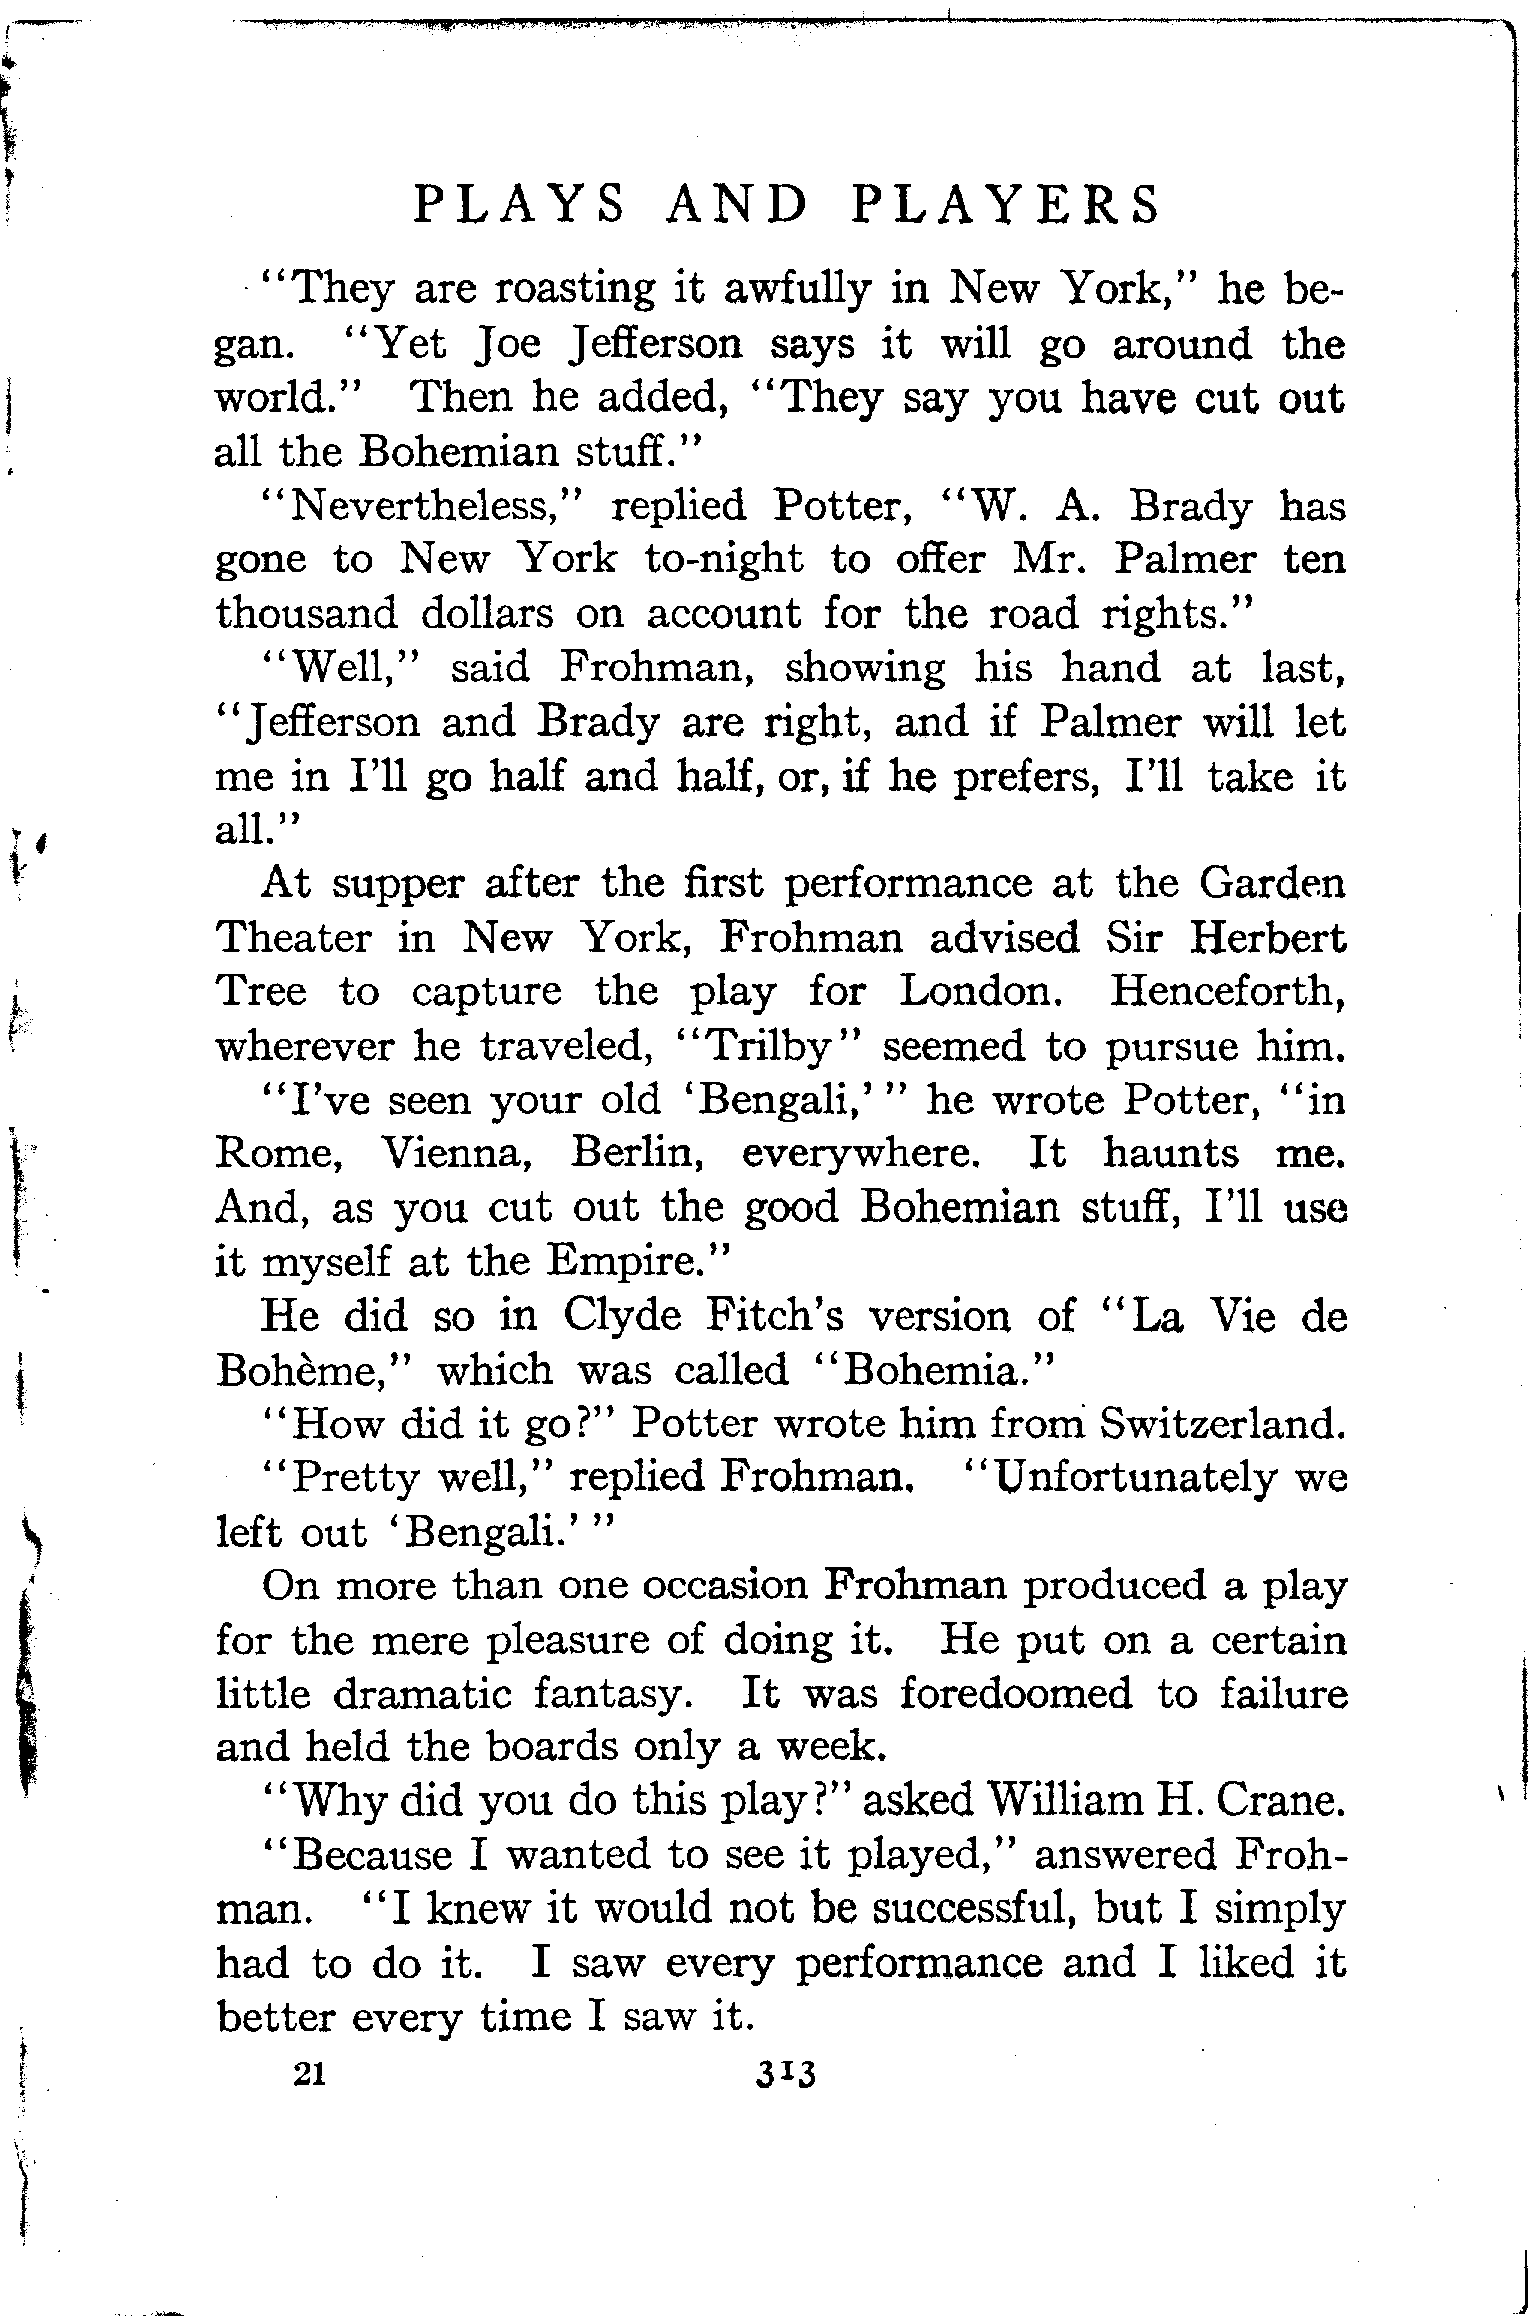 PLAYS AND PLAYERS
"They are roasting it awfully in New York," he be-
gan. "Yet Joe Jefferson says it will go around the
world." Then he added, "They say you have cut out
all the Bohemian stuff."
"Nevertheless," replied Potter, "W. A. Brady has
gone to New York to-night to offer Mr. Palmer ten
thousand dollars on account for the road rights."
"Well," said Frohman, showing his hand at last,
"Jefferson and Brady are right, and if Palmer will let
me in I'll go half and half, or, if he prefers, I'll take it
all."
At supper after the first performance at the Garden
Theater in New York, Frohman advised Sir Herbert
Tree to capture the play for London. Henceforth,
wherever he traveled, "Trilby" seemed to pursue him.
"I've seen your old 'Bengali,'" he wrote Potter, "in
Rome, Vienna, Berlin, everywhere. It haunts me.
And, as you cut out the good Bohemian stuff, I'll use
it myself at the Empire."
He did so in Clyde Fitch's version of "La Vie de
Bohème," which was called "Bohemia."
"How did it go?" Potter wrote him from Switzerland.
"Pretty well," replied Frohman. "Unfortunately we
left out 'Bengali.'"
On more than one occasion Frohman produced a play
for the mere pleasure of doing it. He put on a certain
little dramatic fantasy. It was foredoomed to failure
and held the boards only a week.
"Why did you do this play?" asked William H. Crane.
"Because I wanted to see it played," answered Froh-
man. "I knew it would not be successful, but I simply
had to do it. I saw every performance and I liked it
better every time I saw it.
21 313